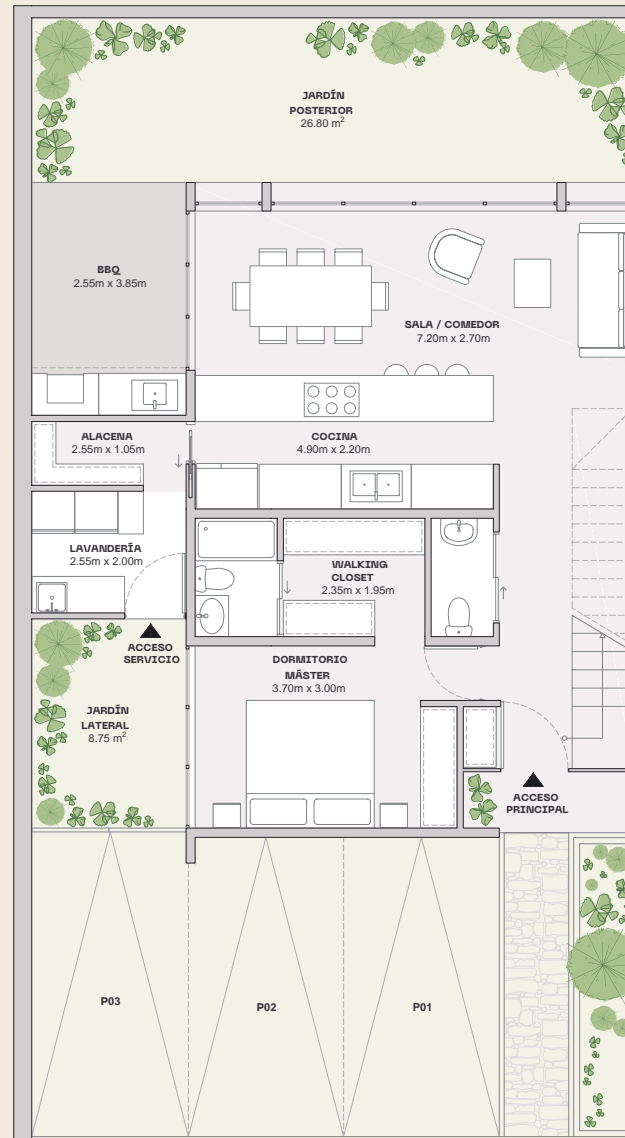 JARDÍN
POSTERIOR
26.80 m²
BBQ
2.55m x 3.85m
SALA / COMEDOR
7.20m x 2.70m
ALACENA
2.55m x 1.05m
COCINA
4.90m x 2.20m
LAVANDERÍA
2.55m x 2.00m
WALKING
CLOSET
2.35m x 1.95m
ACCESO
SERVICIO
DORMITORIO
MÁSTER
3.70m x 3.00m
JARDÍN
LATERAL
8.75 m²
ACCESO
PRINCIPAL
P03
P02
P01